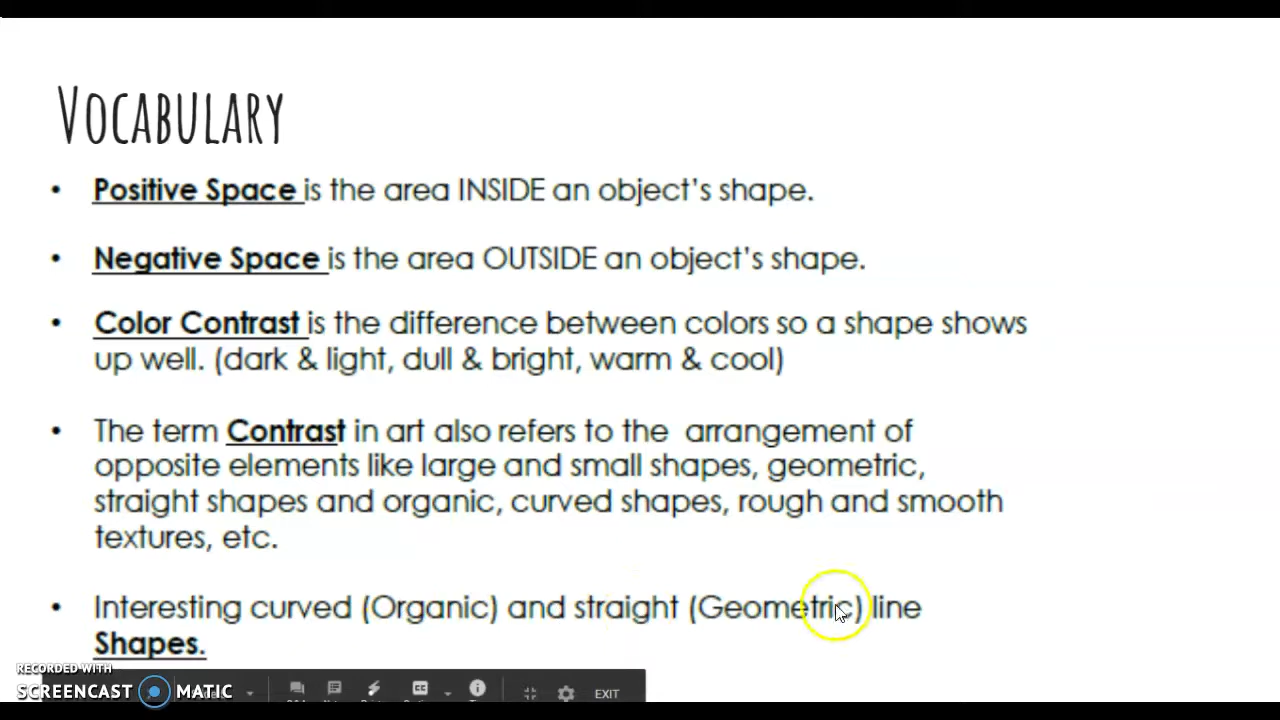 VOCABULARY
• Positive Space is the area INSIDE an object's shape.
• Negative Space is the area OUTSIDE an object's shape.
• Color Contrast is the difference between colors so a shape shows
up well. (dark & light, dull & bright, warm & cool)
• The term Contrast in art also refers to the arrangement of
opposite elements like large and small shapes, geometric,
straight shapes and organic, curved shapes, rough and smooth
textures, etc.
• Interesting curved (Organic) and straight (Geometric) line
Shapes.
RECORDED WITH
SCREENCAST MATIC
EXIT